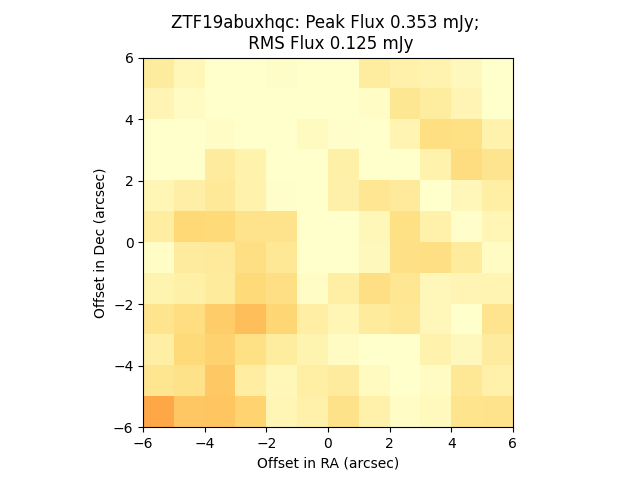 ZTF19abuxhqc: Peak Flux 0.353 mJy;
RMS Flux 0.125 mJy
6
4
2
0
−2
−4
−6
Offset in Dec (arcsec)
−6 −4 −2 0 2 4 6
Offset in RA (arcsec)